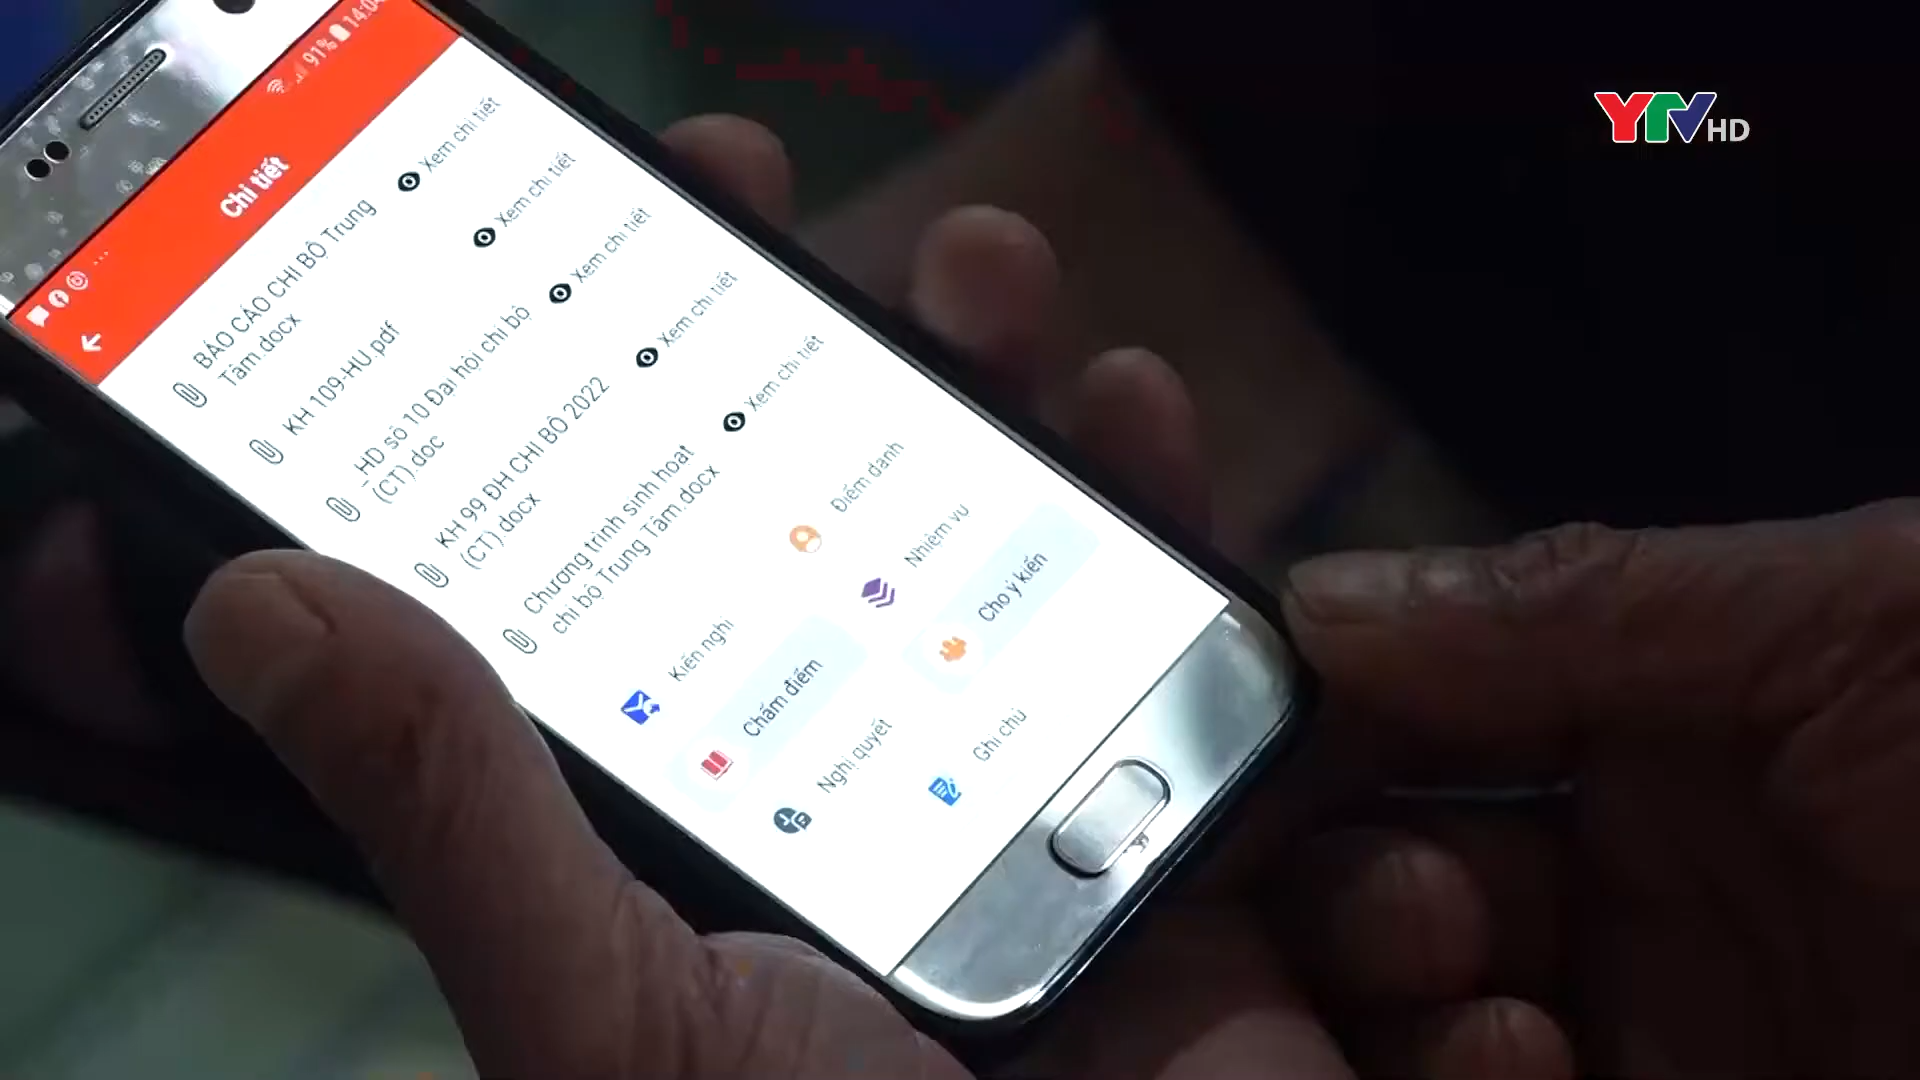 YTV HD
91% 14:04
Chi tiết
BÁO CÁO CHI BỘ Trung
Tâm.docx
Xem chi tiết
KH 109-HU.pdf
Xem chi tiết
_HD số 10 Đại hội chi bộ
(CT).doc
Xem chi tiết
KH 99 ĐH CHI BỘ 2022
(CT).docx
Xem chi tiết
Chương trình sinh hoạt
chi bộ Trung Tâm.docx
Xem chi tiết
Kiến nghị
Điểm danh
Chấm điểm
Nhiệm vụ
Nghị quyết
Cho ý kiến
Ghi chú